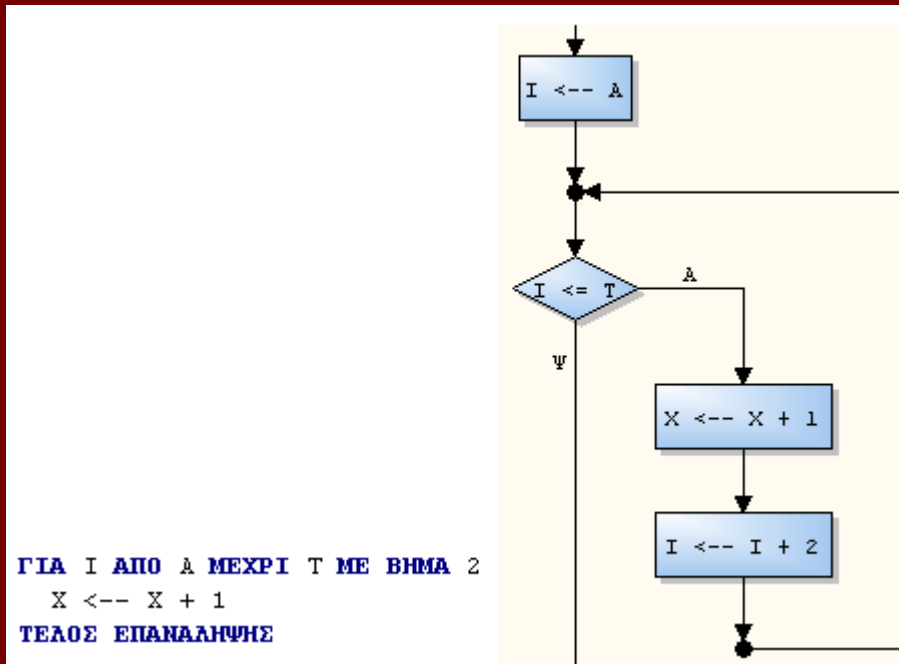 I <-- A
I <= T
Α
Ψ
X <-- X + 1
I <-- I + 2
ΓΙΑ I ΑΠΟ A ΜΕΧΡΙ T ΜΕ ΒΗΜΑ 2
X <-- X + 1
ΤΕΛΟΣ ΕΠΑΝΑΛΗΨΗΣ